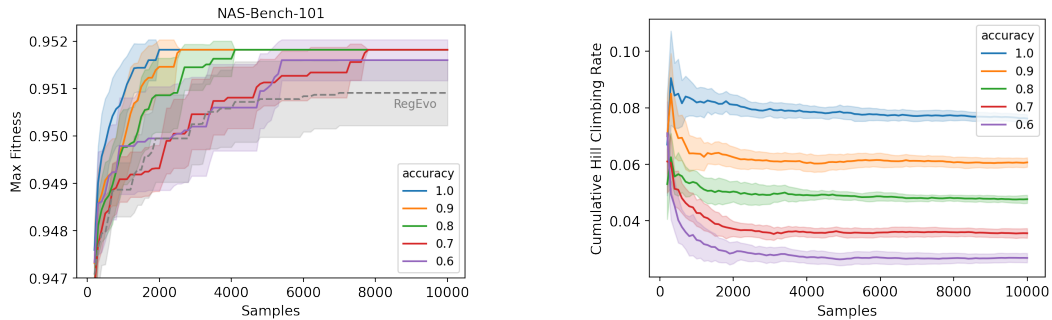 NAS-Bench-101
Max Fitness
0.952
0.951
0.950
0.949
0.948
0.947
RegEvo
accuracy
1.0
0.9
0.8
0.7
0.6
0 2000 4000 6000 8000 10000
Samples
Cumulative Hill Climbing Rate
0.10
0.08
0.06
0.04
accuracy
1.0
0.9
0.8
0.7
0.6
0 2000 4000 6000 8000 10000
Samples